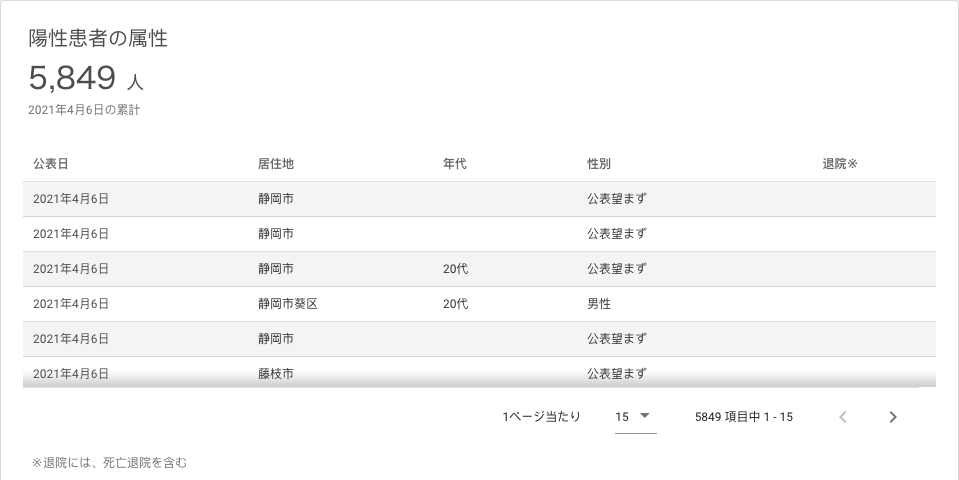 陽性患者の属性
5,849 人
2021年4月6日の累計
公表日 居住地 年代 性別 退院※
2021年4月6日 静岡市 公表望まず
2021年4月6日 静岡市 公表望まず
2021年4月6日 静岡市 20代 公表望まず
2021年4月6日 静岡市葵区 20代 男性
2021年4月6日 静岡市 公表望まず
2021年4月6日 藤枝市 公表望まず
1ページ当たり 15 5849 項目中 1 - 15
※退院には、死亡退院を含む